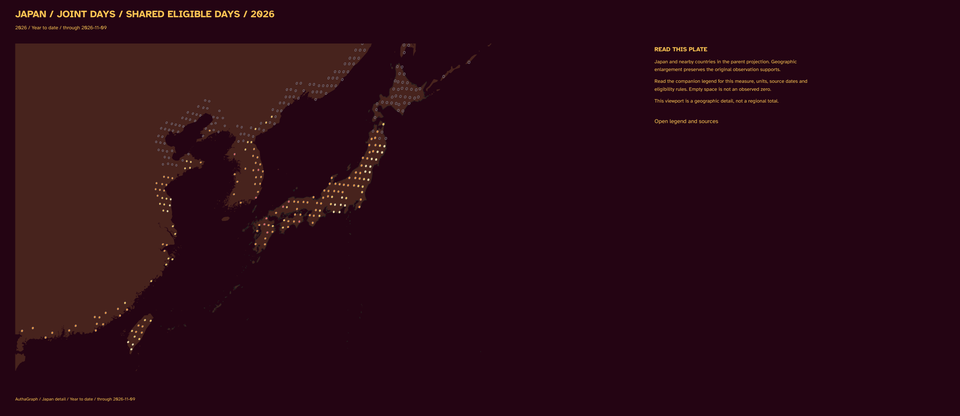 JAPAN / JOINT DAYS / SHARED ELIGIBLE DAYS / 2026
2026 / Year to date / through 2026-11-09
READ THIS PLATE
Japan and nearby countries in the parent projection. Geographic
enlargement preserves the original observation supports.
Read the companion legend for this measure, units, source dates and
eligibility rules. Empty space is not an observed zero.
This viewport is a geographic detail, not a regional total.
Open legend and sources
AuthaGraph / Japan detail / Year to date / through 2026-11-09